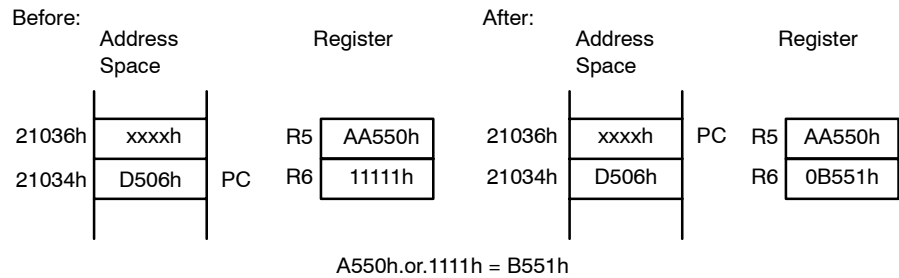 Before:
After:
Address Space
Register
Address Space
Register
21036h xxxxh R5 AA550h 21036h xxxxh PC R5 AA550h
21034h D506h PC R6 11111h 21034h D506h R6 0B551h
A550h.or.1111h = B551h